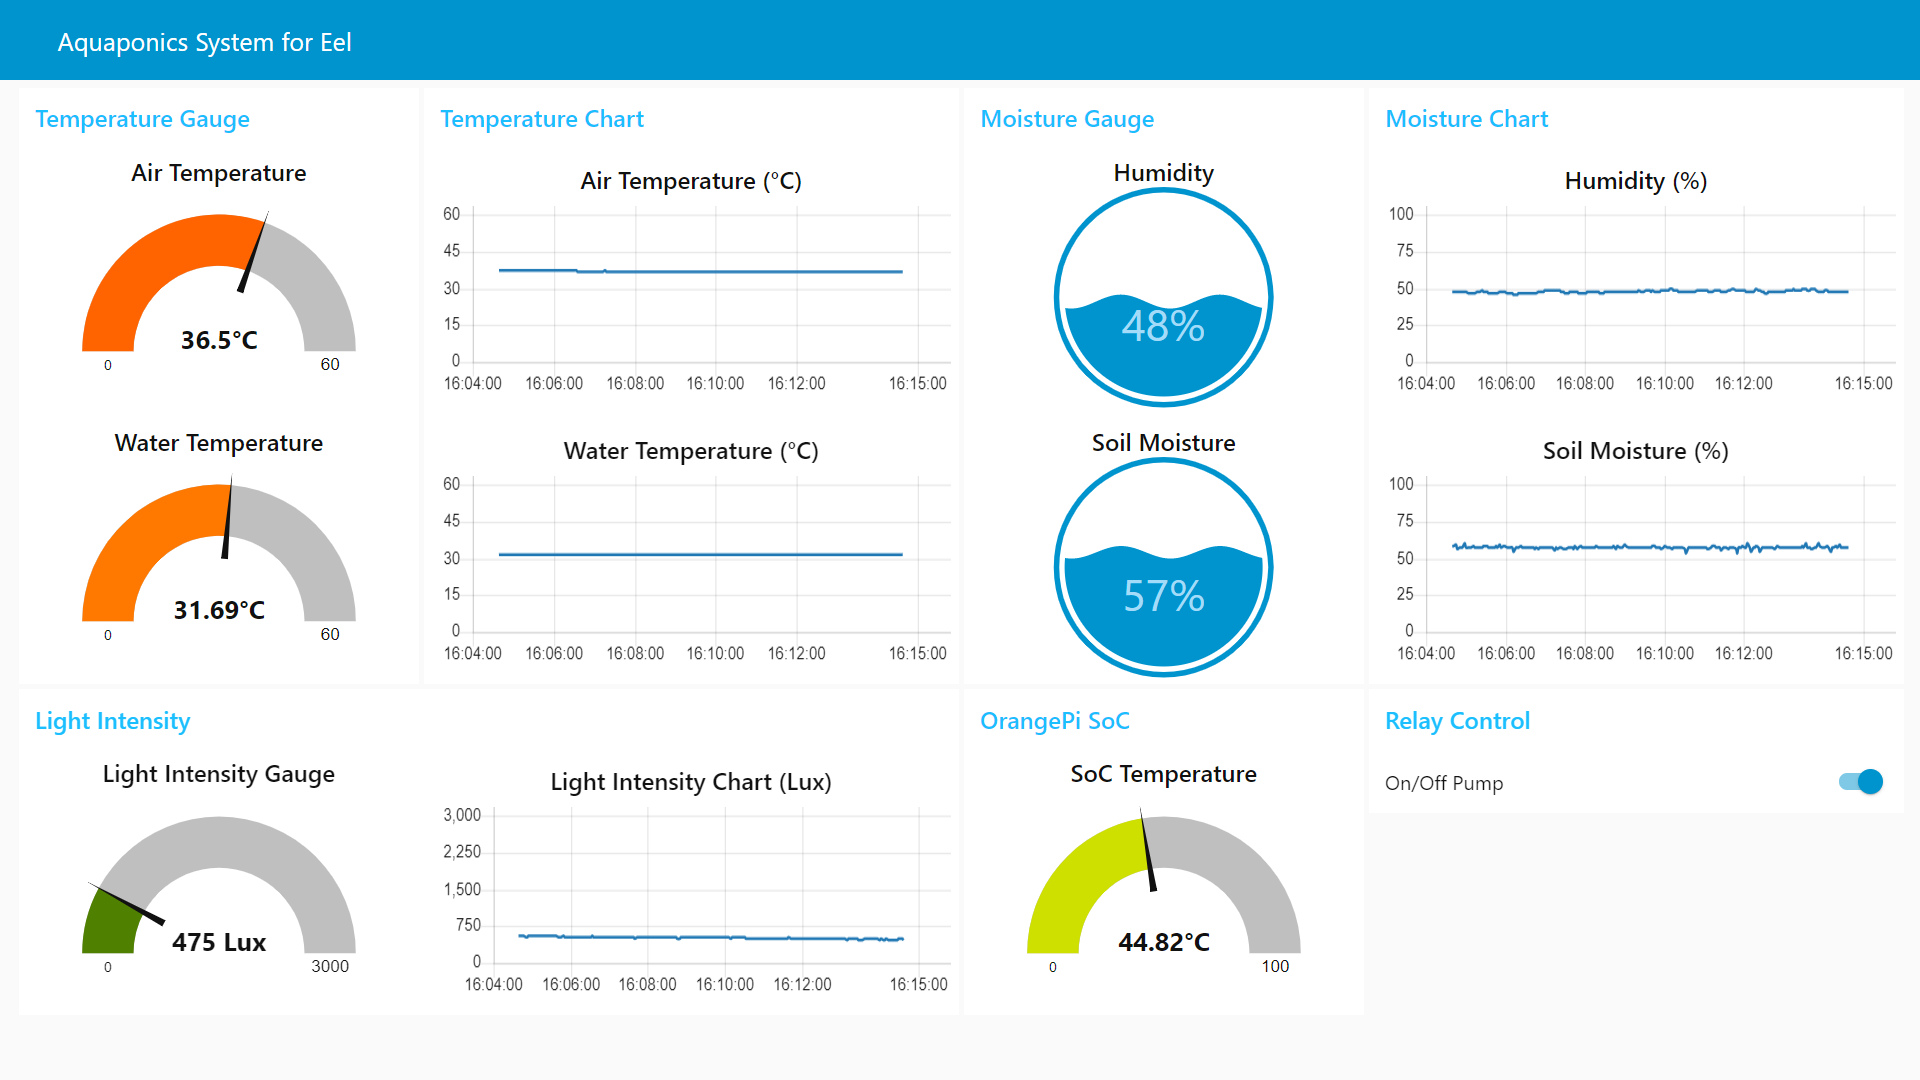 Aquaponics System for Eel
Temperature Gauge
Air Temperature
36.5°C
0
60
Water Temperature
31.69°C
0
60
Temperature Chart
Air Temperature (°C)
60
45
30
15
0
16:04:00 16:06:00 16:08:00 16:10:00 16:12:00 16:15:00
Water Temperature (°C)
60
45
30
15
0
16:04:00 16:06:00 16:08:00 16:10:00 16:12:00 16:15:00
Moisture Gauge
Humidity
48%
Soil Moisture
57%
Moisture Chart
Humidity (%)
100
75
50
25
0
16:04:00 16:06:00 16:08:00 16:10:00 16:12:00 16:15:00
Soil Moisture (%)
100
75
50
25
0
16:04:00 16:06:00 16:08:00 16:10:00 16:12:00 16:15:00
Light Intensity
Light Intensity Gauge
475 Lux
0
3000
Light Intensity Chart (Lux)
3,000
2,250
1,500
750
0
16:04:00 16:06:00 16:08:00 16:10:00 16:12:00 16:15:00
OrangePi SoC
SoC Temperature
44.82°C
0
100
Relay Control
On/Off Pump